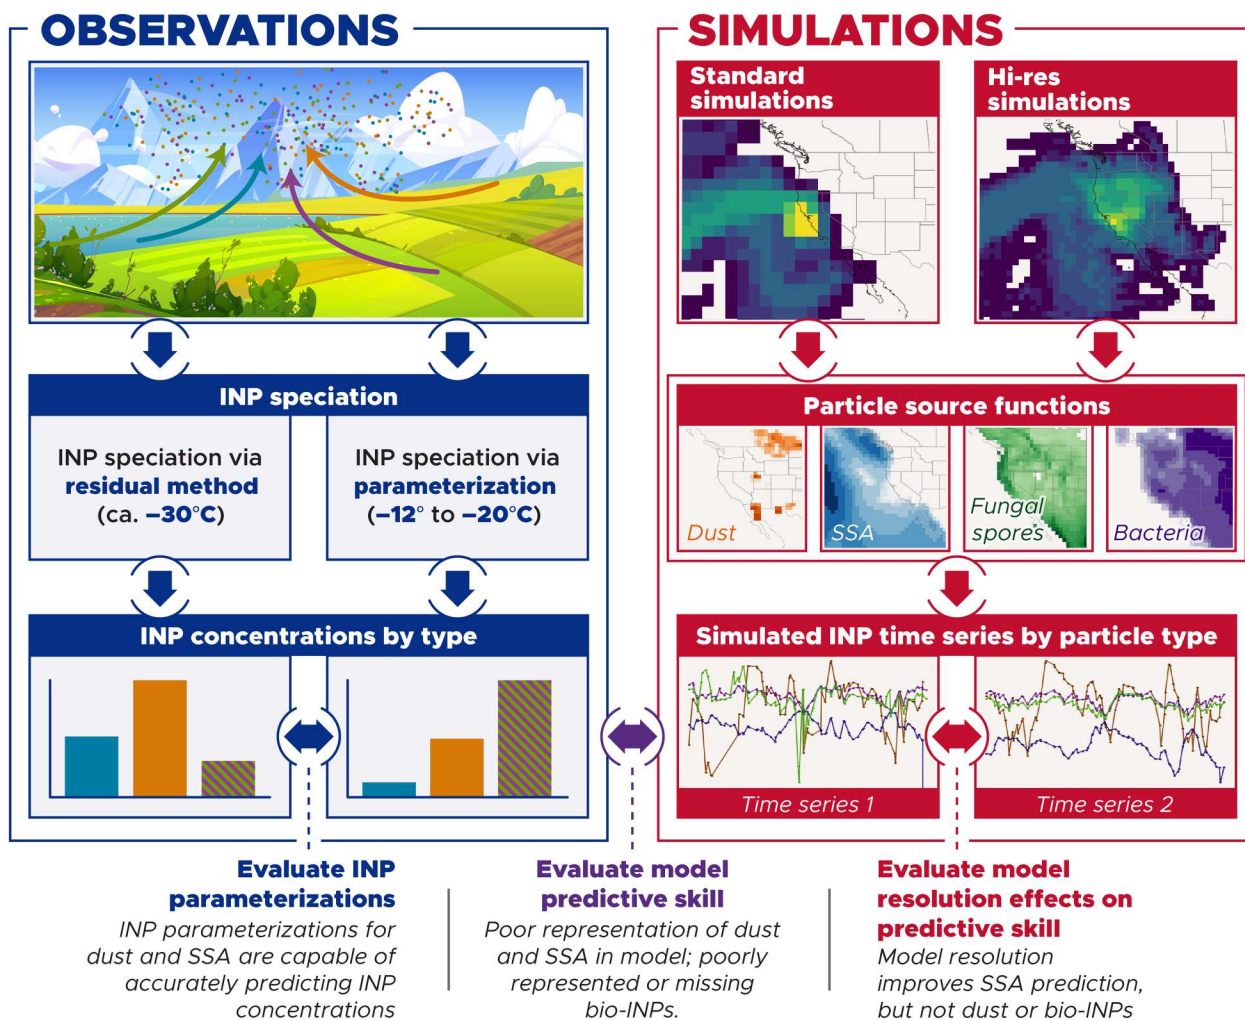 OBSERVATIONS
INP speciation
INP speciation via
residual method
(ca. –30°C)
INP speciation via
parameterization
(–12° to –20°C)
INP concentrations by type
SIMULATIONS
Standard
simulations
Hi-res
simulations
Particle source functions
Dust
SSA
Fungal
spores
Bacteria
Simulated INP time series by particle type
Time series 1
Time series 2
Evaluate INP
parameterizations
INP parameterizations for
dust and SSA are capable of
accurately predicting INP
concentrations
Evaluate model
predictive skill
Poor representation of dust
and SSA in model; poorly
represented or missing
bio-INPs.
Evaluate model
resolution effects on
predictive skill
Model resolution
improves SSA prediction,
but not dust or bio-INPs